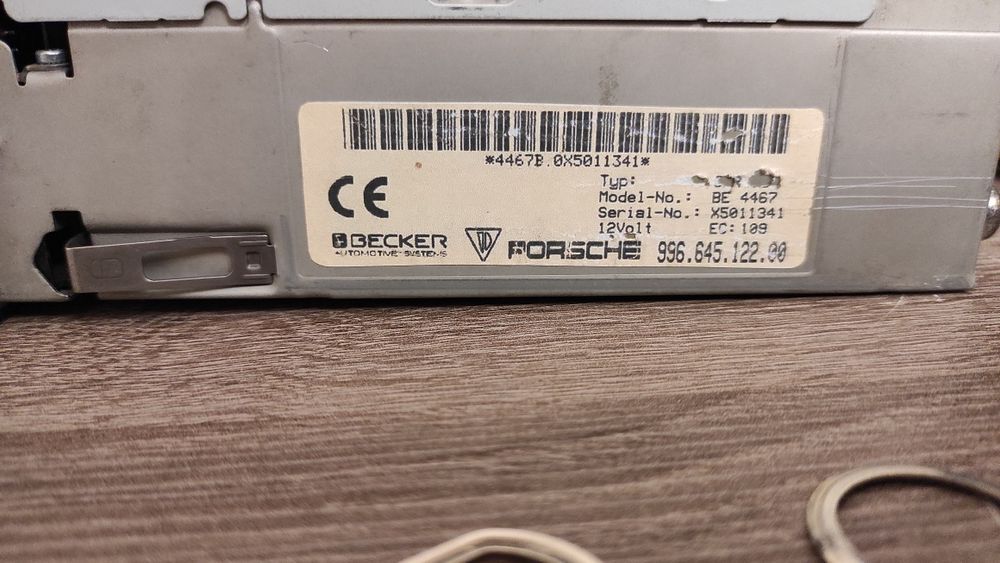 *4467B.0X5011341*
CE
Typ:
Model-No.: BE 4467
Serial-No.: X5011341
12Volt EC: 109
BECKER
AUTOMOTIVE SYSTEMS
PORSCHE 996.645.122.00